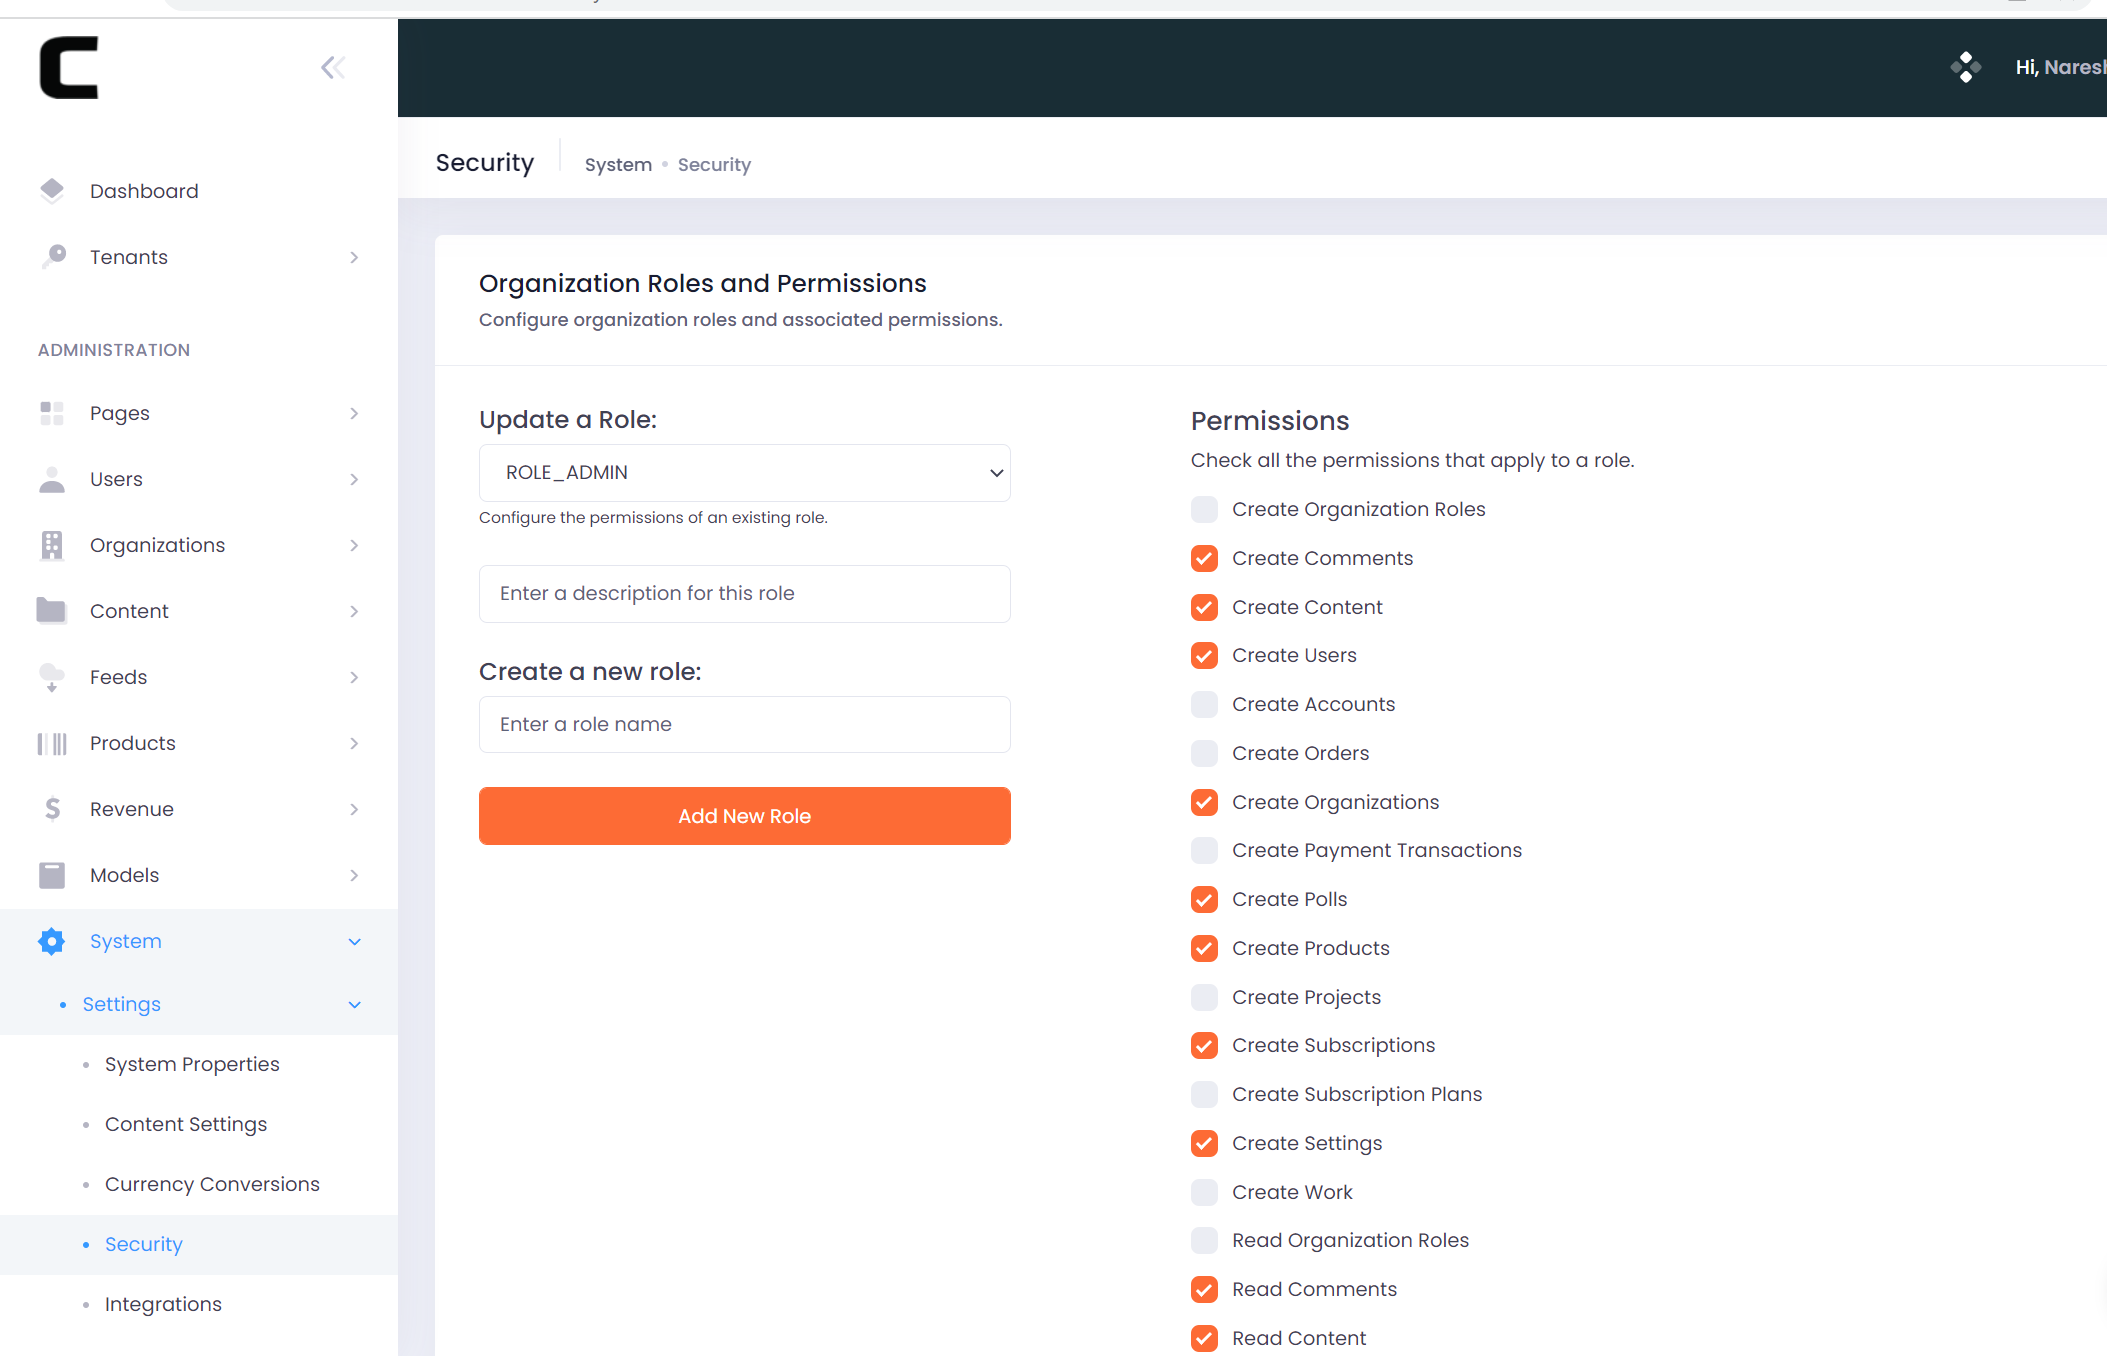 Hi, Naresh
Security
System • Security
Dashboard
Tenants
ADMINISTRATION
Pages
Users
Organizations
Content
Feeds
Products
Revenue
Models
System
Settings
System Properties
Content Settings
Currency Conversions
Security
Integrations
Organization Roles and Permissions
Configure organization roles and associated permissions.
Update a Role:
ROLE_ADMIN
Configure the permissions of an existing role.
Enter a description for this role
Create a new role:
Enter a role name
Add New Role
Permissions
Check all the permissions that apply to a role.
Create Organization Roles
Create Comments
Create Content
Create Users
Create Accounts
Create Orders
Create Organizations
Create Payment Transactions
Create Polls
Create Products
Create Projects
Create Subscriptions
Create Subscription Plans
Create Settings
Create Work
Read Organization Roles
Read Comments
Read Content